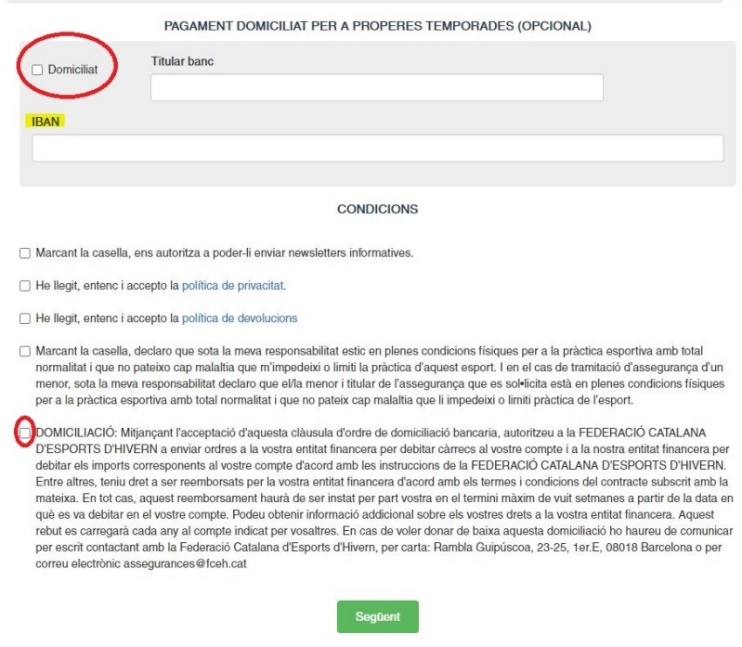 PAGAMENT DOMICILIAT PER A PROPERES TEMPORADES (OPCIONAL)
Domiciliat
Titular banc
IBAN
CONDICIONS
Marcant la casella, ens autoritza a poder-li enviar newsletters informatives.
He llegit, entenc i accepto la política de privacitat.
He llegit, entenc i accepto la política de devolucions
Marcant la casella, declaro que sota la meva responsabilitat estic en plenes condicions físiques per a la pràctica esportiva amb total
normalitat i que no pateixo cap malaltia que m'impedeixi o limiti la pràctica d'aquest esport. I en el cas de tramitació d'assegurança d'un
menor, sota la meva responsabilitat declaro que el/la menor i titular de l'assegurança que es sol•licita està en plenes condicions físiques
per a la pràctica esportiva amb total normalitat i que no pateix cap malaltia que li impedeixi o limiti pràctica de l'esport.
DOMICILIACIÓ: Mitjançant l'acceptació d'aquesta clàusula d'ordre de domiciliació bancaria, autoritzeu a la FEDERACIÓ CATALANA
D'ESPORTS D'HIVERN a enviar ordres a la vostra entitat financera per debitar càrrecs al vostre compte i a la nostra entitat financera per
debitar els imports corresponents al vostre compte d'acord amb les instruccions de la FEDERACIÓ CATALANA D'ESPORTS D'HIVERN.
Entre altres, teniu dret a ser reemborsats per la vostra entitat financera d'acord amb els termes i condicions del contracte subscrit amb la
mateixa. En tot cas, aquest reemborsament haurà de ser instat per part vostra en el termini màxim de vuit setmanes a partir de la data en
què es va debitar en el vostre compte. Podeu obtenir informació addicional sobre els vostres drets a la vostra entitat financera. Aquest
rebut es carregarà cada any al compte indicat per vosaltres. En cas de voler donar de baixa aquesta domiciliació ho haureu de comunicar
per escrit contactant amb la Federació Catalana d'Esports d'Hivern, per carta: Rambla Guipúscoa, 23-25, 1er.E, 08018 Barcelona o per
correu electrònic assegurances@fceh.cat
Següent